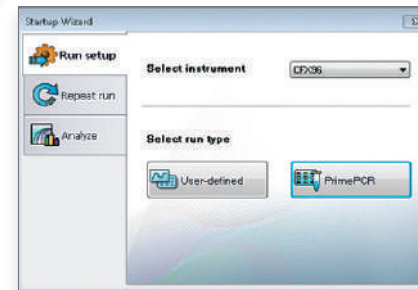 Startup Wizard
Run setup
Repeat run
Analyze
Select instrument
CFX96
Select run type
User-defined
PrimePCR